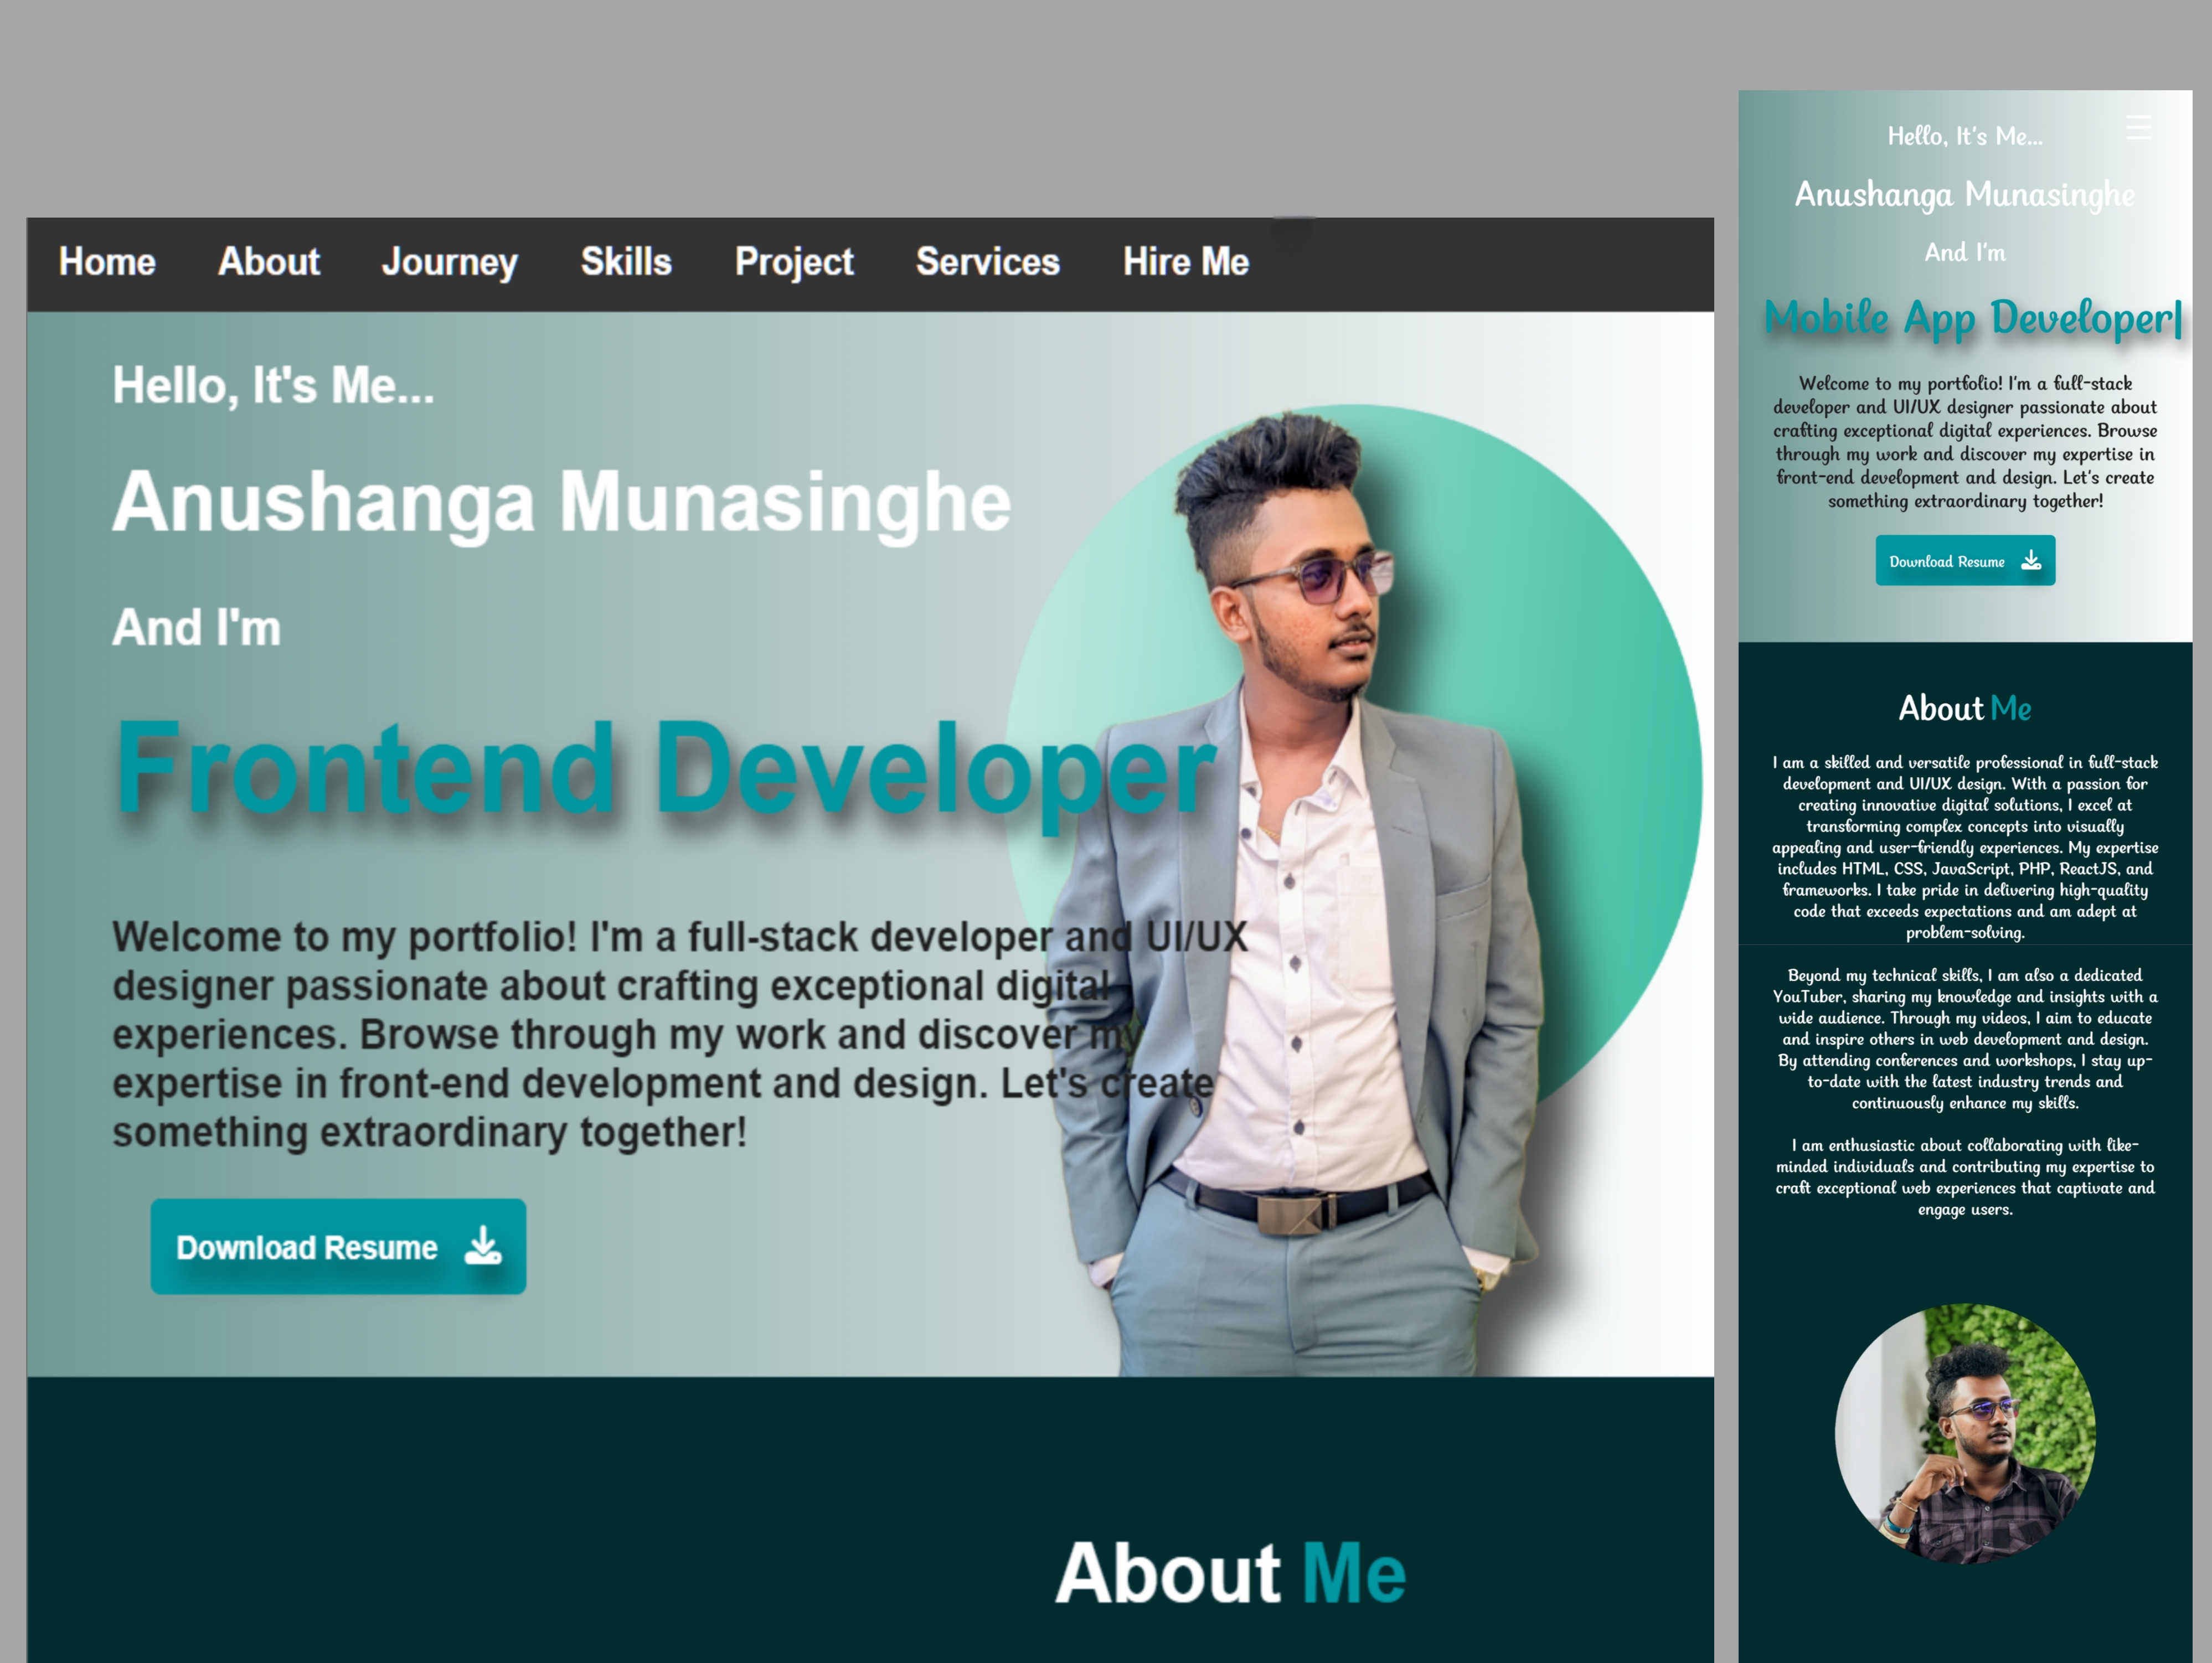 Home About Journey Skills Project Services Hire Me
Hello, It's Me...
Anushanga Munasinghe
And I'm
Frontend Developer
Welcome to my portfolio! I'm a full-stack developer and UI/UX
designer passionate about crafting exceptional digital
experiences. Browse through my work and discover my
expertise in front-end development and design. Let's create
something extraordinary together!
Download Resume
About Me
Hello, It's Me...
Anushanga Munasinghe
And I'm
Mobile App Developer|
Welcome to my portfolio! I'm a full-stack
developer and UI/UX designer passionate about
crafting exceptional digital experiences. Browse
through my work and discover my expertise in
front-end development and design. Let's create
something extraordinary together!
Download Resume
About Me
I am a skilled and versatile professional in full-stack
development and UI/UX design. With a passion for
creating innovative digital solutions, I excel at
transforming complex concepts into visually
appealing and user-friendly experiences. My expertise
includes HTML, CSS, JavaScript, PHP, ReactJS, and
frameworks. I take pride in delivering high-quality
code that exceeds expectations and am adept at
problem-solving.
Beyond my technical skills, I am also a dedicated
YouTuber, sharing my knowledge and insights with a
wide audience. Through my videos, I aim to educate
and inspire others in web development and design.
By attending conferences and workshops, I stay up-
to-date with the latest industry trends and
continuously enhance my skills.
I am enthusiastic about collaborating with like-
minded individuals and contributing my expertise to
craft exceptional web experiences that captivate and
engage users.